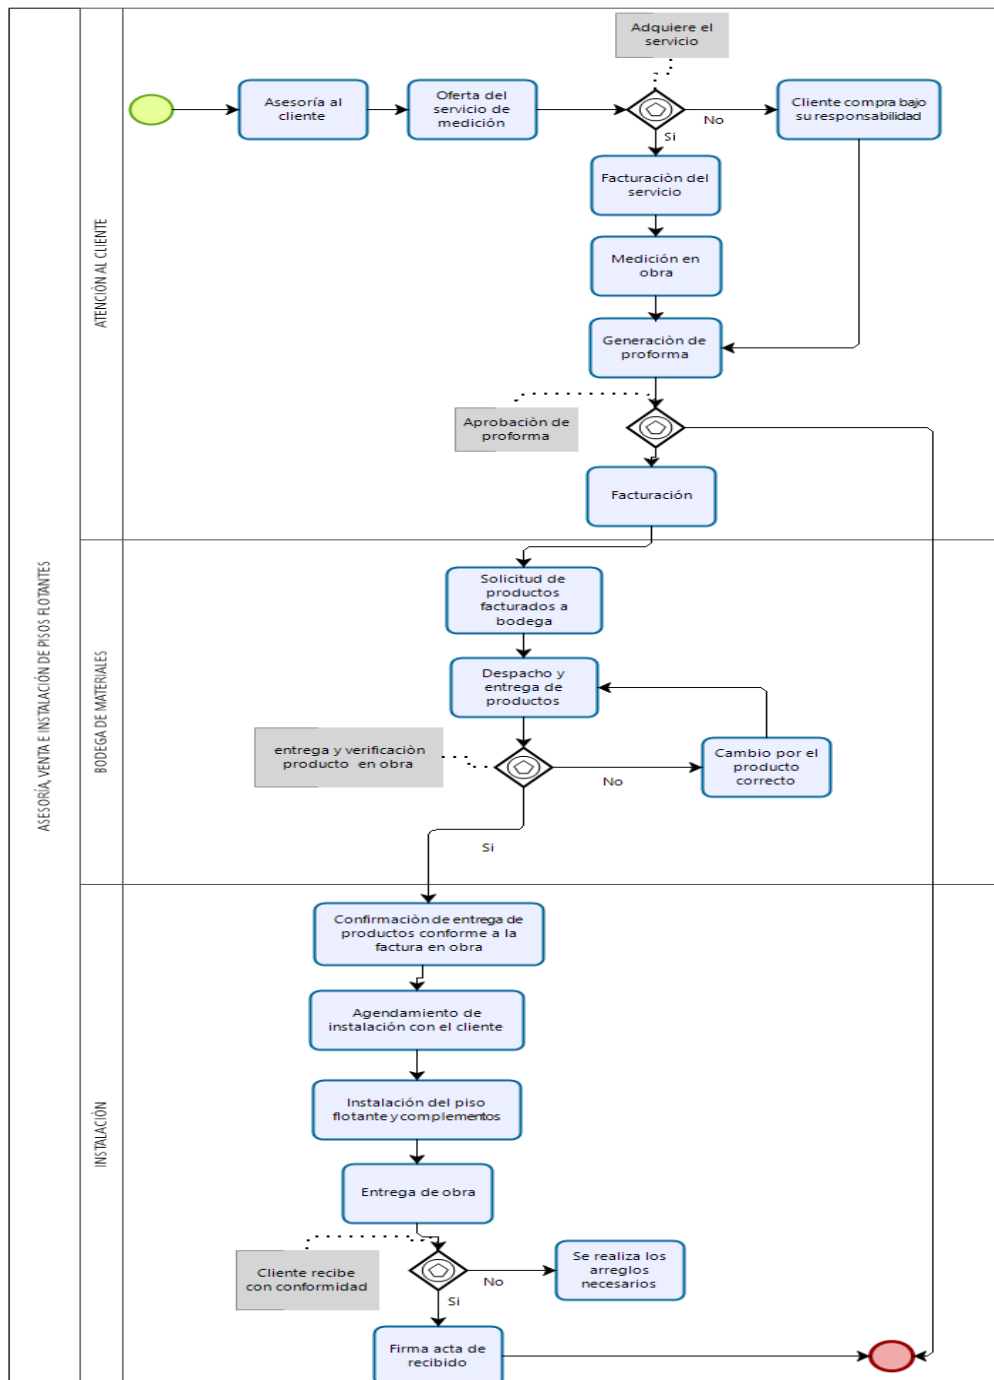 ASESORÍA, VENTA E INSTALACIÓN DE PISOS FLOTANTES
ATENCIÒN AL CLIENTE
Adquiere el
servicio
Asesoría al
cliente
Oferta del
servicio de
medición
No
Si
Cliente compra bajo
su responsabilidad
Facturaciòn del
servicio
Medición en
obra
Generaciòn de
proforma
Aprobaciòn de
proforma
Facturación
BODEGA DE MATERIALES
Solicitud de
productos
facturados a
bodega
Despacho y
entrega de
productos
entrega y verificaciòn
producto en obra
No
Cambio por el
producto
correcto
Si
INSTALACIÒN
Confirmaciòn de entrega de
productos conforme a la
factura en obra
Agendamiento de
instalación con el cliente
Instalación del piso
flotante y complementos
Entrega de obra
Cliente recibe
con conformidad
No
Se realiza los
arreglos
necesarios
Si
Firma acta de
recibido